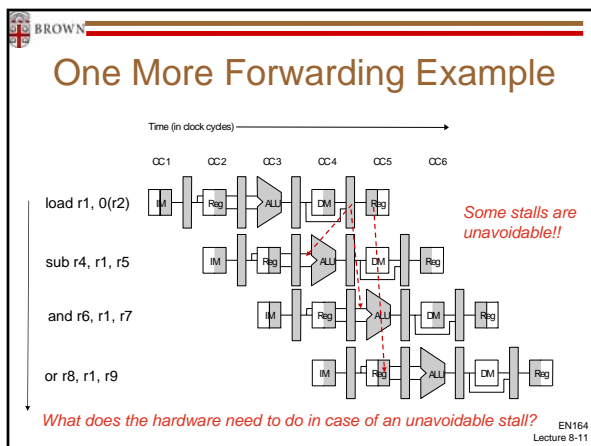 BROWN
One More Forwarding Example
Time (in clock cycles)
CC1 CC2 CC3 CC4 CC5 CC6
load r1, 0(r2) IM Reg ALU DM Reg
Some stalls are
unavoidable!!
sub r4, r1, r5 IM Reg ALU DM Reg
and r6, r1, r7 IM Reg ALU DM Reg
or r8, r1, r9 IM Reg ALU DM Reg
What does the hardware need to do in case of an unavoidable stall?
EN164
Lecture 8-11